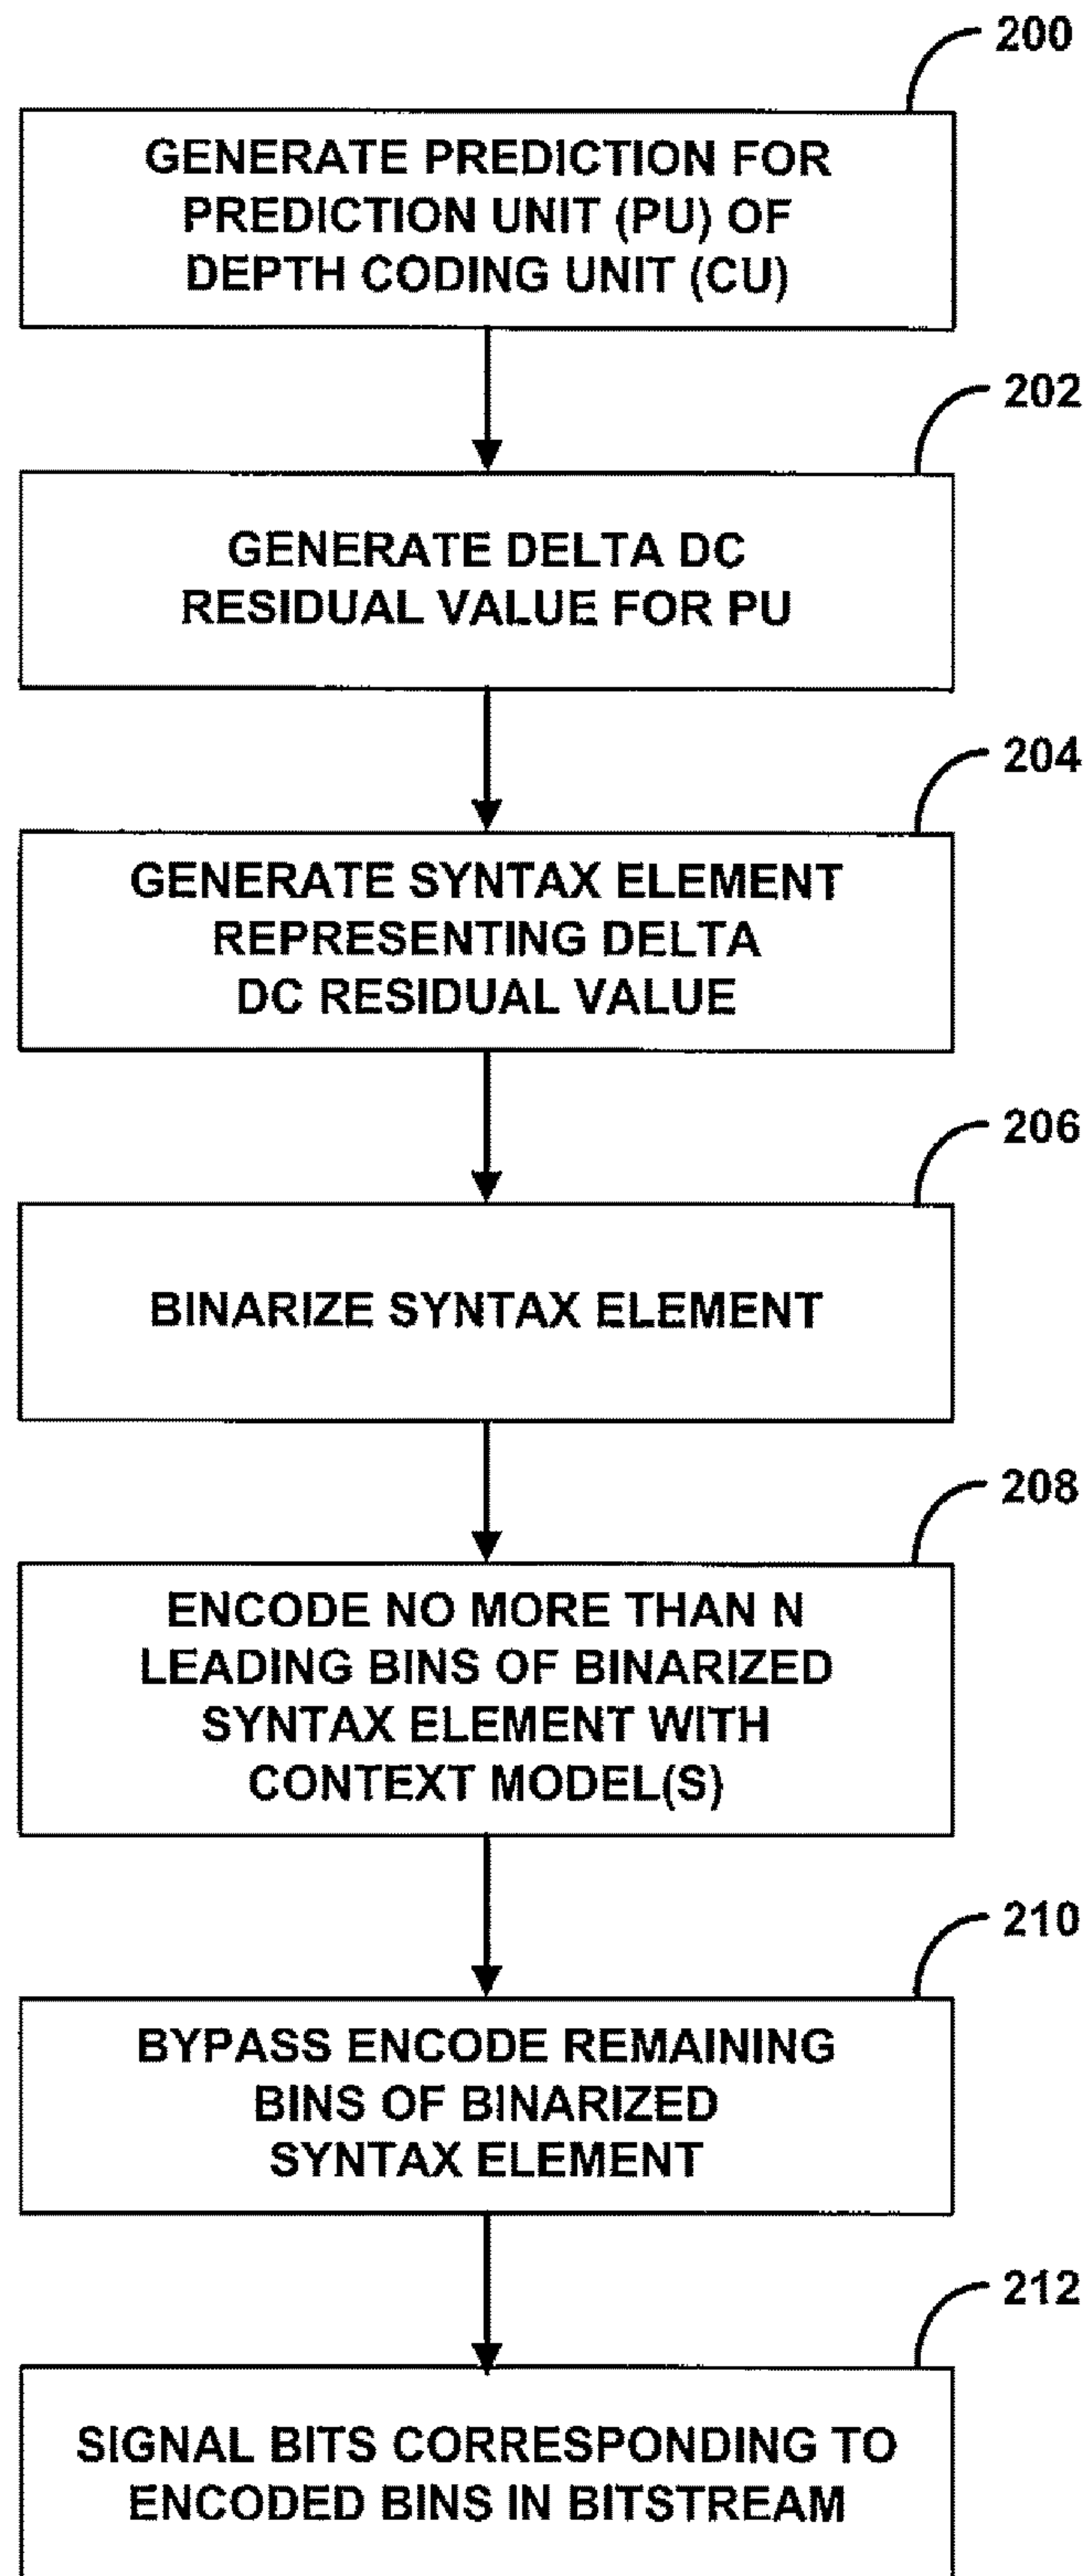 200
GENERATE PREDICTION FOR
PREDICTION UNIT (PU) OF
DEPTH CODING UNIT (CU)
202
GENERATE DELTA DC
RESIDUAL VALUE FOR PU
204
GENERATE SYNTAX ELEMENT
REPRESENTING DELTA
DC RESIDUAL VALUE
206
BINARIZE SYNTAX ELEMENT
208
ENCODE NO MORE THAN N
LEADING BINS OF BINARIZED
SYNTAX ELEMENT WITH
CONTEXT MODEL(S)
210
BYPASS ENCODE REMAINING
BINS OF BINARIZED
SYNTAX ELEMENT
212
SIGNAL BITS CORRESPONDING TO
ENCODED BINS IN BITSTREAM